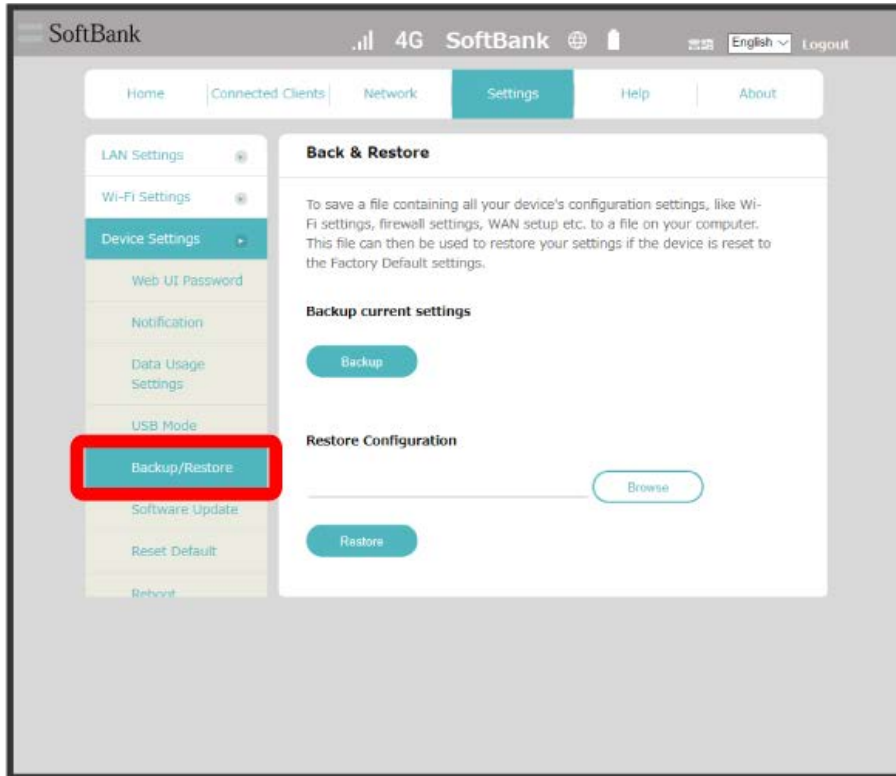 SoftBank
4G SoftBank
English
Logout
Home
Connected Clients
Network
Settings
Help
About
LAN Settings
Wi-Fi Settings
Device Settings
Web UI Password
Notification
Data Usage
Settings
USB Mode
Backup/Restore
Software Update
Reset Default
Reboot
Back & Restore
To save a file containing all your device's configuration settings, like Wi-
Fi settings, firewall settings, WAN setup etc. to a file on your computer.
This file can then be used to restore your settings if the device is reset to
the Factory Default settings.
Backup current settings
Backup
Restore Configuration
Browse
Restore